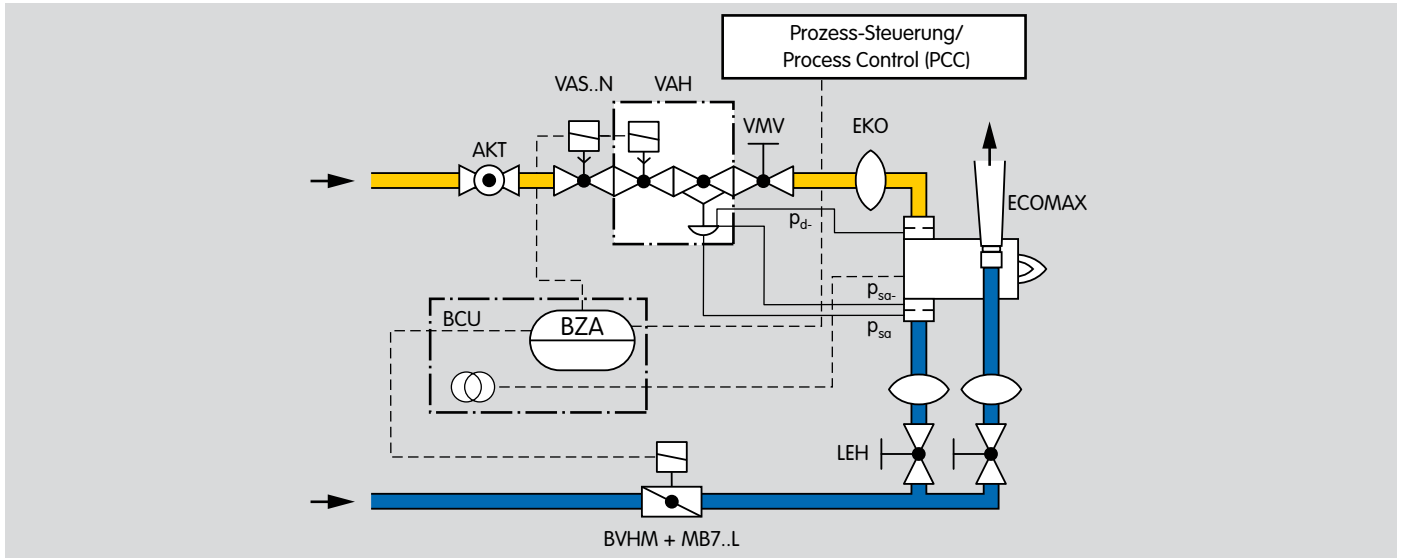 Prozess-Steuerung/
Process Control (PCC)
VAS..N
VAH
VMV
EKO
AKT
ECOMAX
pd-
psa-
BCU
BZA
psa
LEH
BVHM + MB7..L